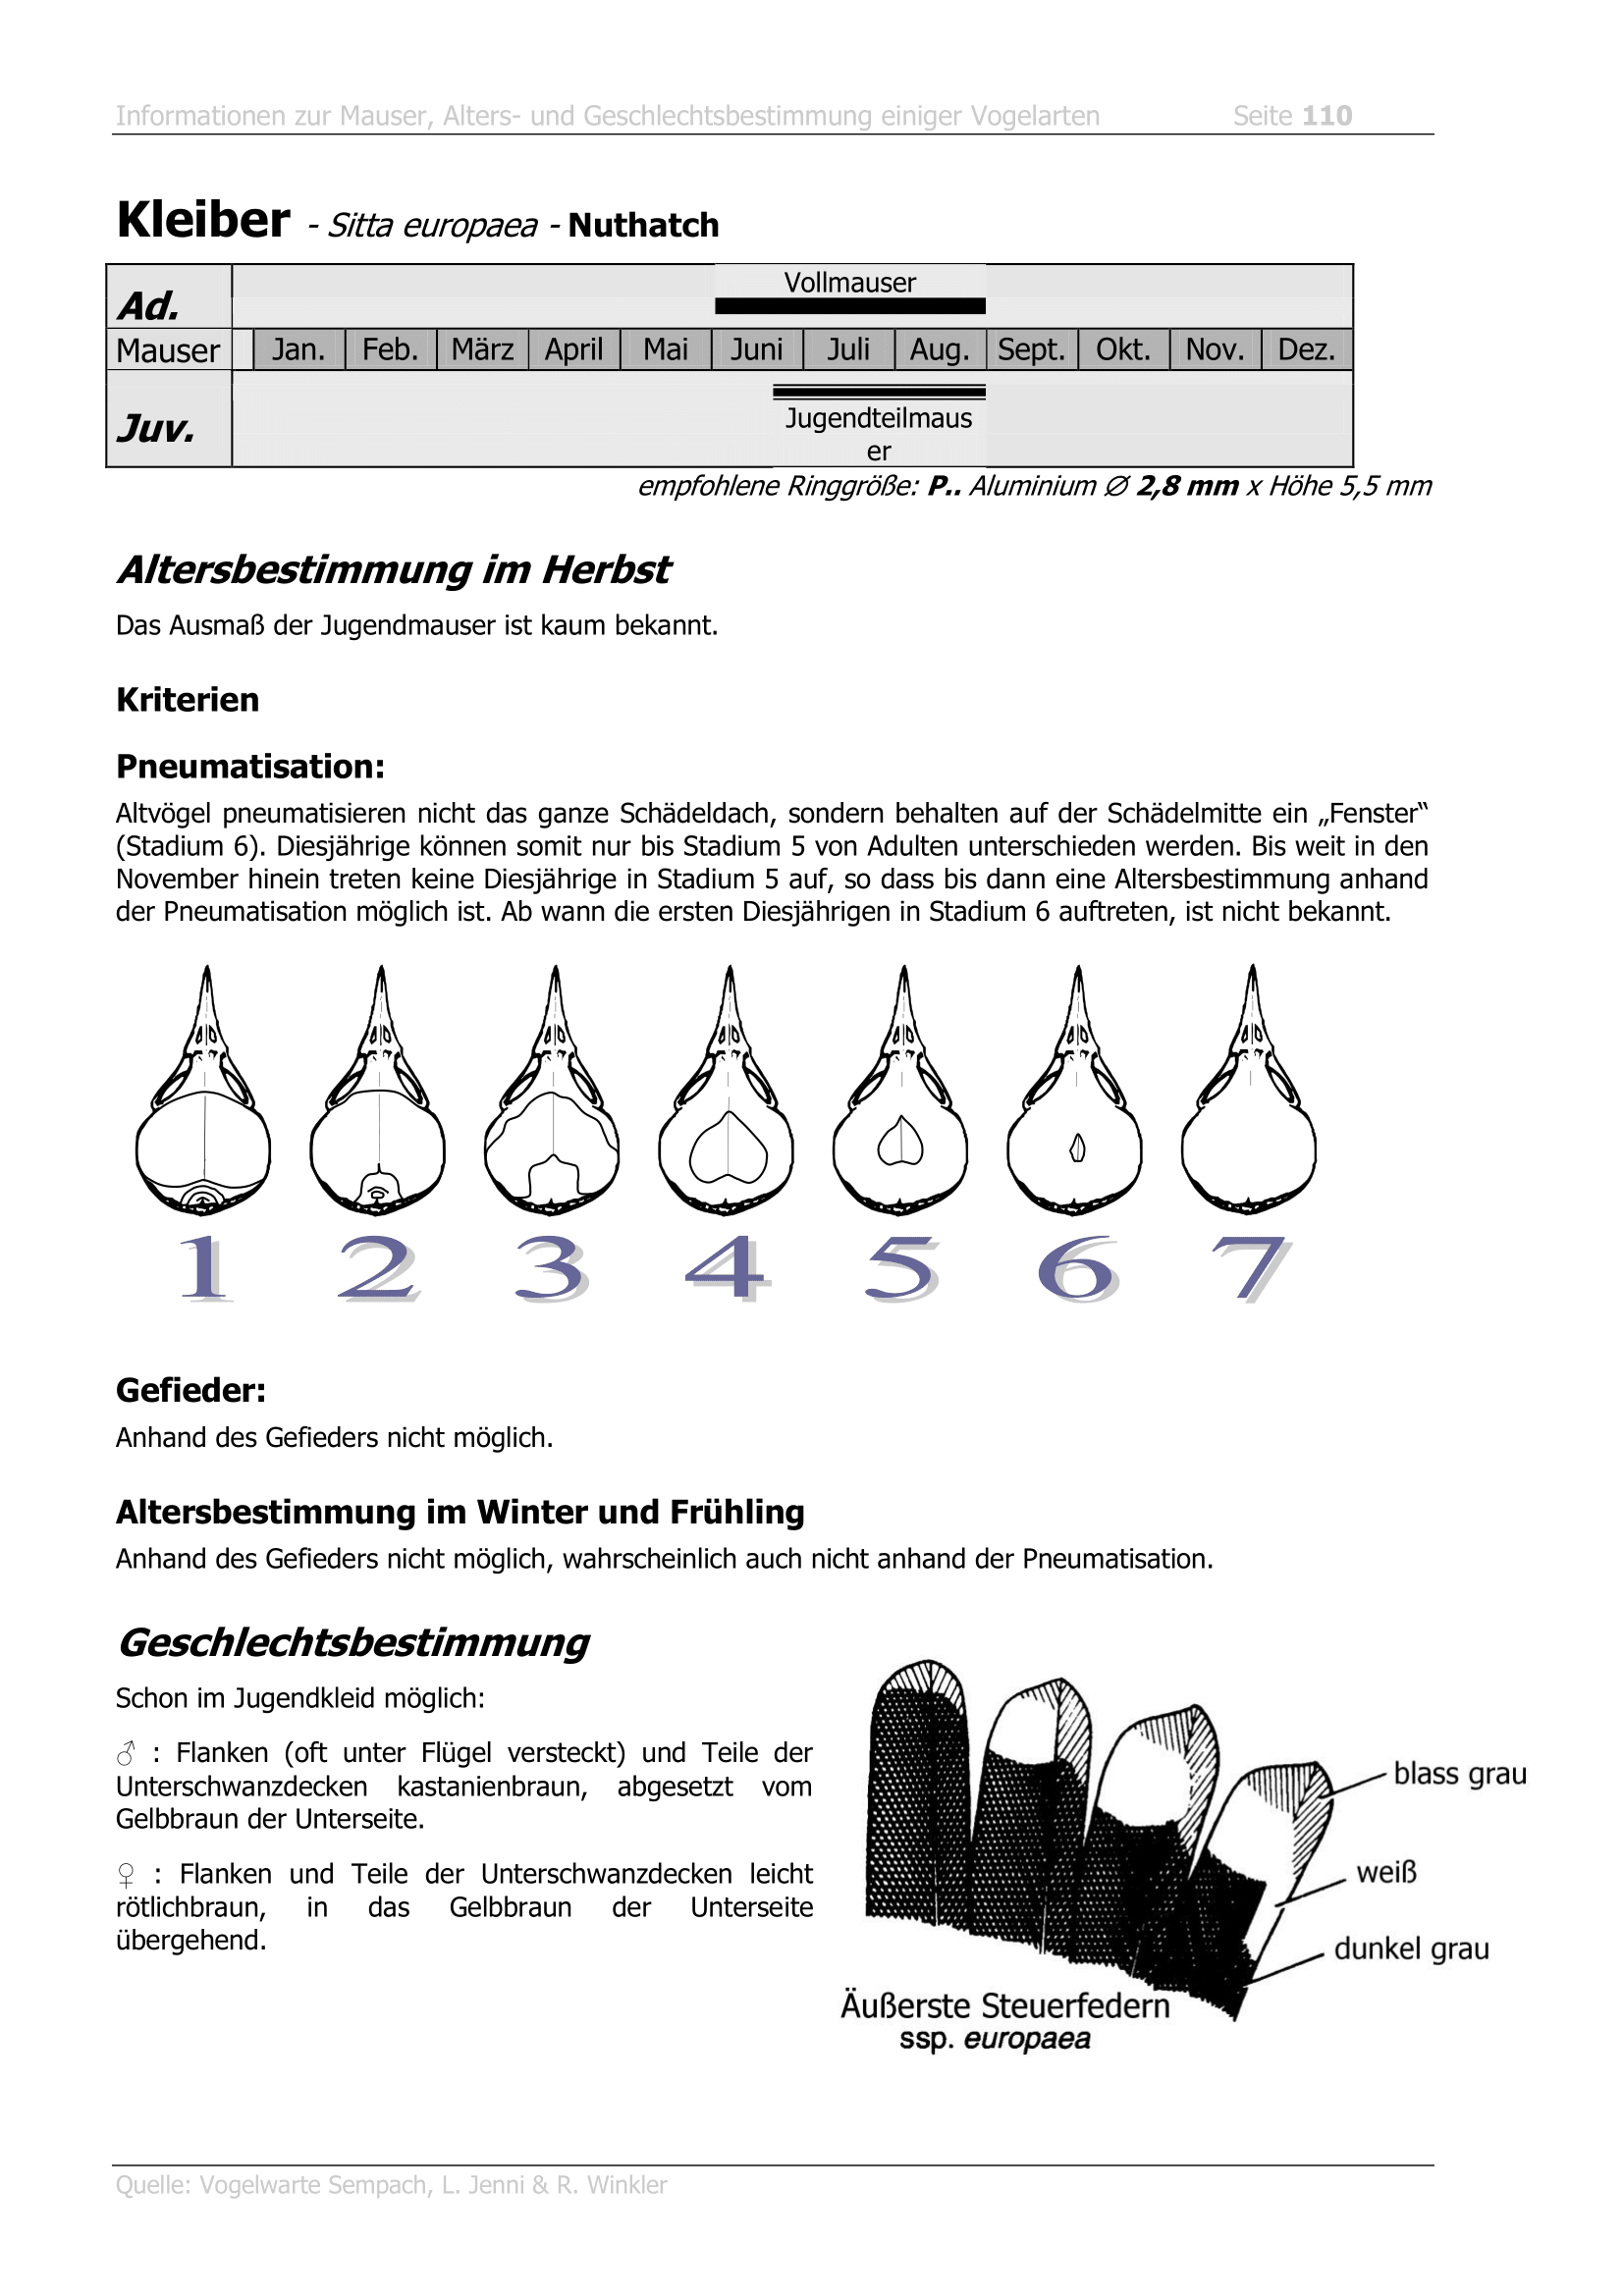 Informationen zur Mauser, Alters- und Geschlechtsbestimmung einiger Vogelarten Seite 110
Kleiber - Sitta europaea - Nuthatch
Vollmauser
Ad.
Mauser Jan. Feb. März April Mai Juni Juli Aug. Sept. Okt. Nov. Dez.
Juv.
Jugendteilmaus
er
empfohlene Ringgröße: P.. Aluminium ∅ 2,8 mm x Höhe 5,5 mm
Altersbestimmung im Herbst
Das Ausmaß der Jugendmauser ist kaum bekannt.
Kriterien
Pneumatisation:
Altvögel pneumatisieren nicht das ganze Schädeldach, sondern behalten auf der Schädelmitte ein „Fenster“
(Stadium 6). Diesjährige können somit nur bis Stadium 5 von Adulten unterschieden werden. Bis weit in den
November hinein treten keine Diesjährige in Stadium 5 auf, so dass bis dann eine Altersbestimmung anhand
der Pneumatisation möglich ist. Ab wann die ersten Diesjährigen in Stadium 6 auftreten, ist nicht bekannt.
1 2 3 4 5 6 7
Gefieder:
Anhand des Gefieders nicht möglich.
Altersbestimmung im Winter und Frühling
Anhand des Gefieders nicht möglich, wahrscheinlich auch nicht anhand der Pneumatisation.
Geschlechtsbestimmung
Schon im Jugendkleid möglich:
♂ : Flanken (oft unter Flügel versteckt) und Teile der
Unterschwanzdecken kastanienbraun, abgesetzt vom
Gelbbraun der Unterseite.
♀ : Flanken und Teile der Unterschwanzdecken leicht
rötlichbraun, in das Gelbbraun der Unterseite
übergehend.
blass grau
weiß
dunkel grau
Äußerste Steuerfedern
ssp. europaea
Quelle: Vogelwarte Sempach, L. Jenni & R. Winkler